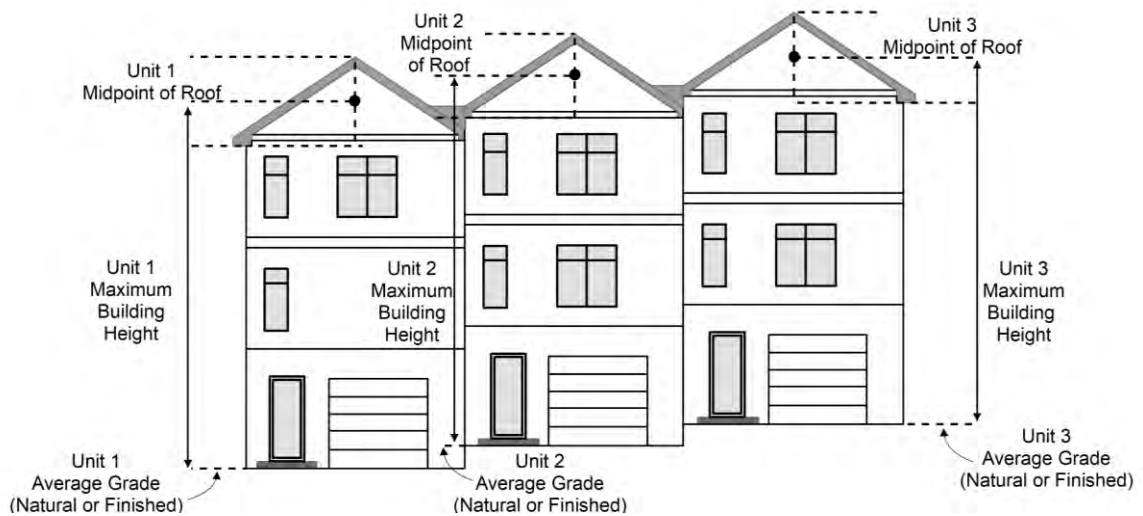 Unit 1
Midpoint of Roof
Unit 2
Midpoint
of Roof
Unit 3
Midpoint of Roof
Unit 1
Maximum
Building
Height
Unit 2
Maximum
Building
Height
Unit 3
Maximum
Building
Height
Unit 1
Average Grade
(Natural or Finished)
Unit 2
Average Grade
(Natural or Finished)
Unit 3
Average Grade
(Natural or Finished)